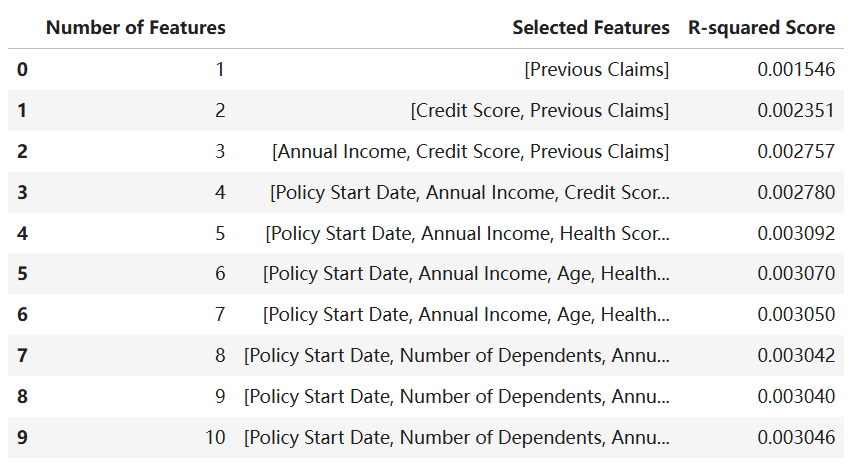 Number of Features Selected Features R-squared Score
0 1 [Previous Claims] 0.001546
1 2 [Credit Score, Previous Claims] 0.002351
2 3 [Annual Income, Credit Score, Previous Claims] 0.002757
3 4 [Policy Start Date, Annual Income, Credit Scor... 0.002780
4 5 [Policy Start Date, Annual Income, Health Scor... 0.003092
5 6 [Policy Start Date, Annual Income, Age, Health... 0.003070
6 7 [Policy Start Date, Annual Income, Age, Health... 0.003050
7 8 [Policy Start Date, Number of Dependents, Annu... 0.003042
8 9 [Policy Start Date, Number of Dependents, Annu... 0.003040
9 10 [Policy Start Date, Number of Dependents, Annu... 0.003046